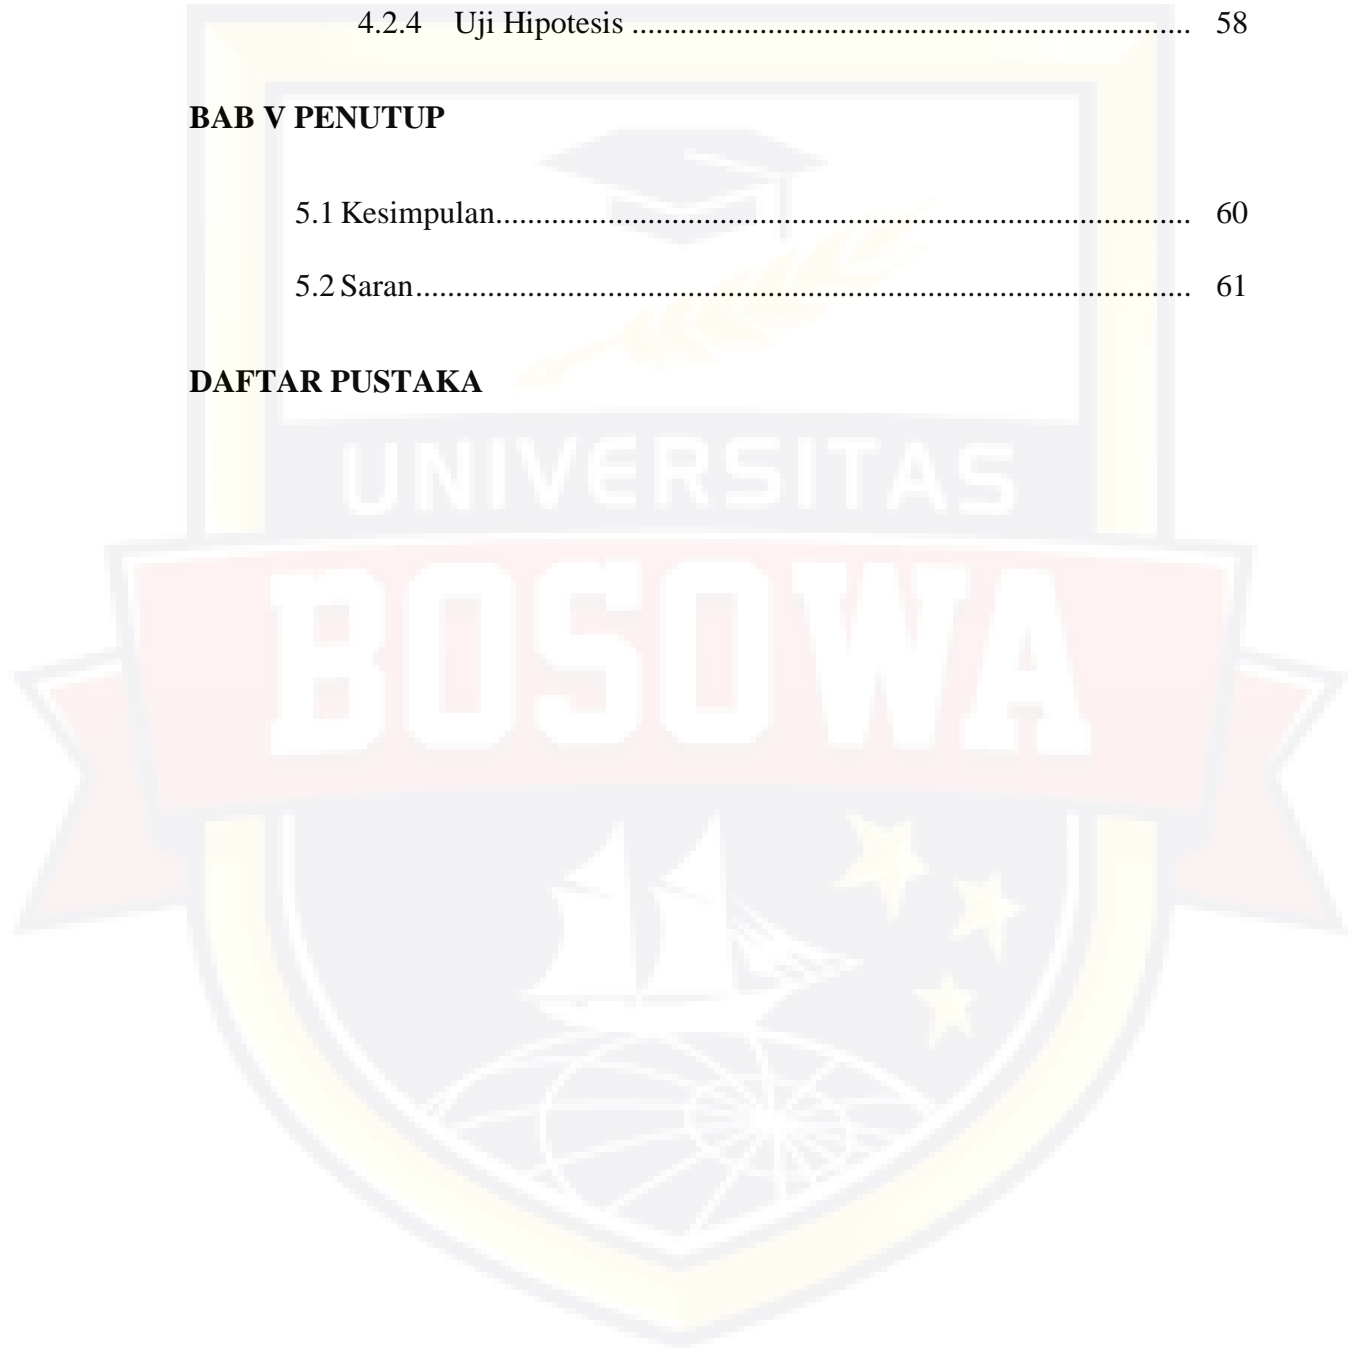 4.2.4 Uji Hipotesis ...................................................................... 58
BAB V PENUTUP
5.1 Kesimpulan....................................................................................... 60
5.2 Saran................................................................................................. 61
DAFTAR PUSTAKA
UNIVERSITAS
BOSOWA